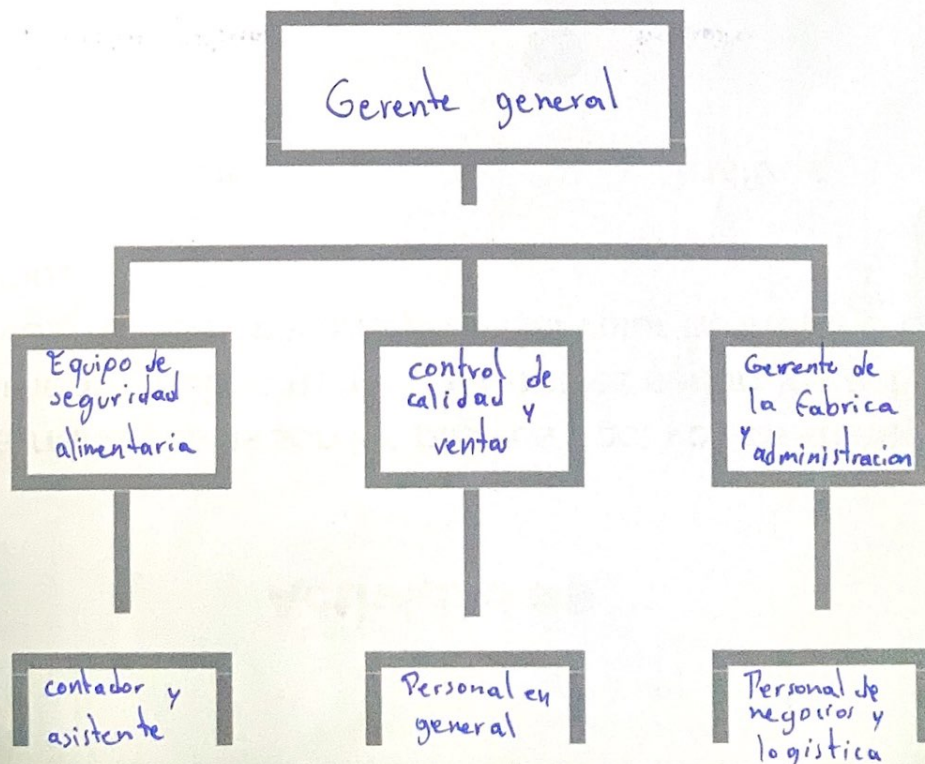 Gerente general
Equipo de
seguridad
alimentaria
control de
calidad y
ventas
Gerente de
la fabrica
y administracion
contador y
asistente
Personal en
general
Personal de
negocios y
logistica